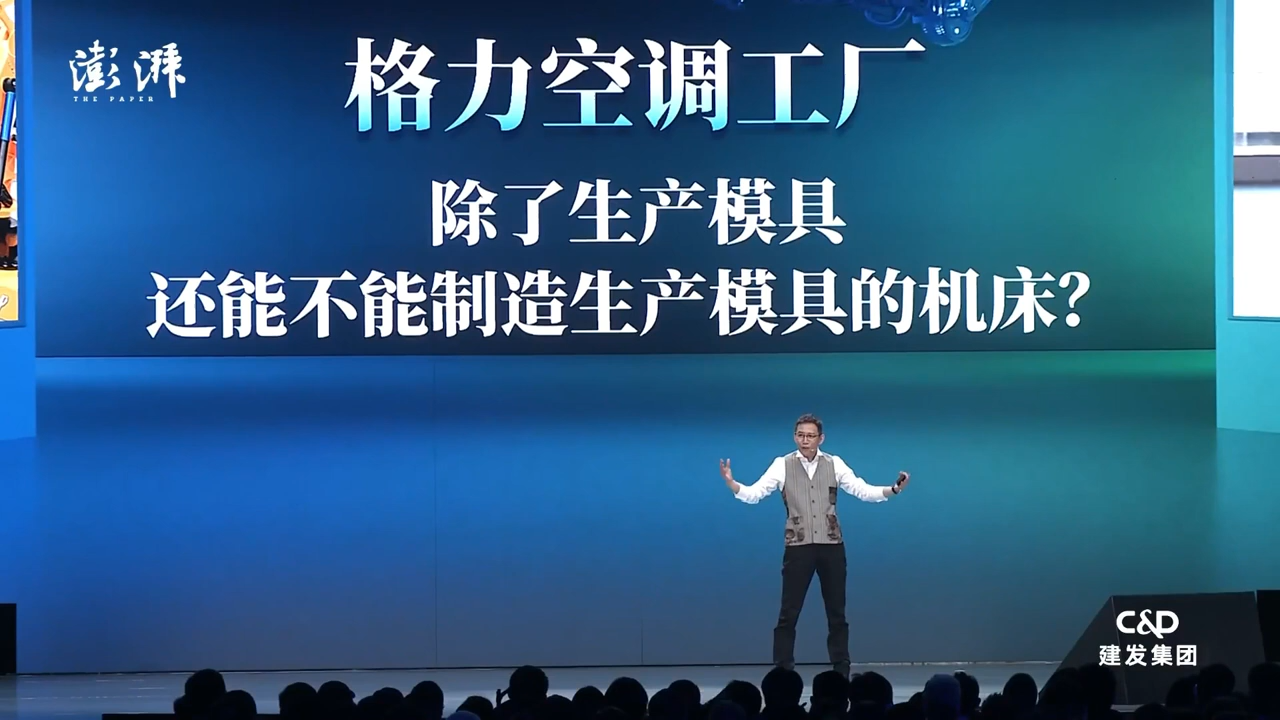 澎湃
THE PAPER
格力空调工厂
除了生产模具
还能不能制造生产模具的机床?
C&D
建发集团